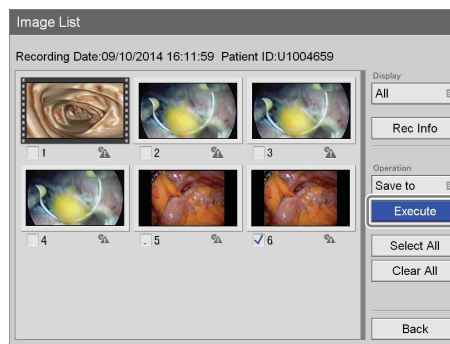 Image List
Recording Date:09/10/2014 16:11:59 Patient ID:U1004659
Display
All
Rec Info
1
2
3
Operation
Save to
Execute
4
5
6
Select All
Clear All
Back